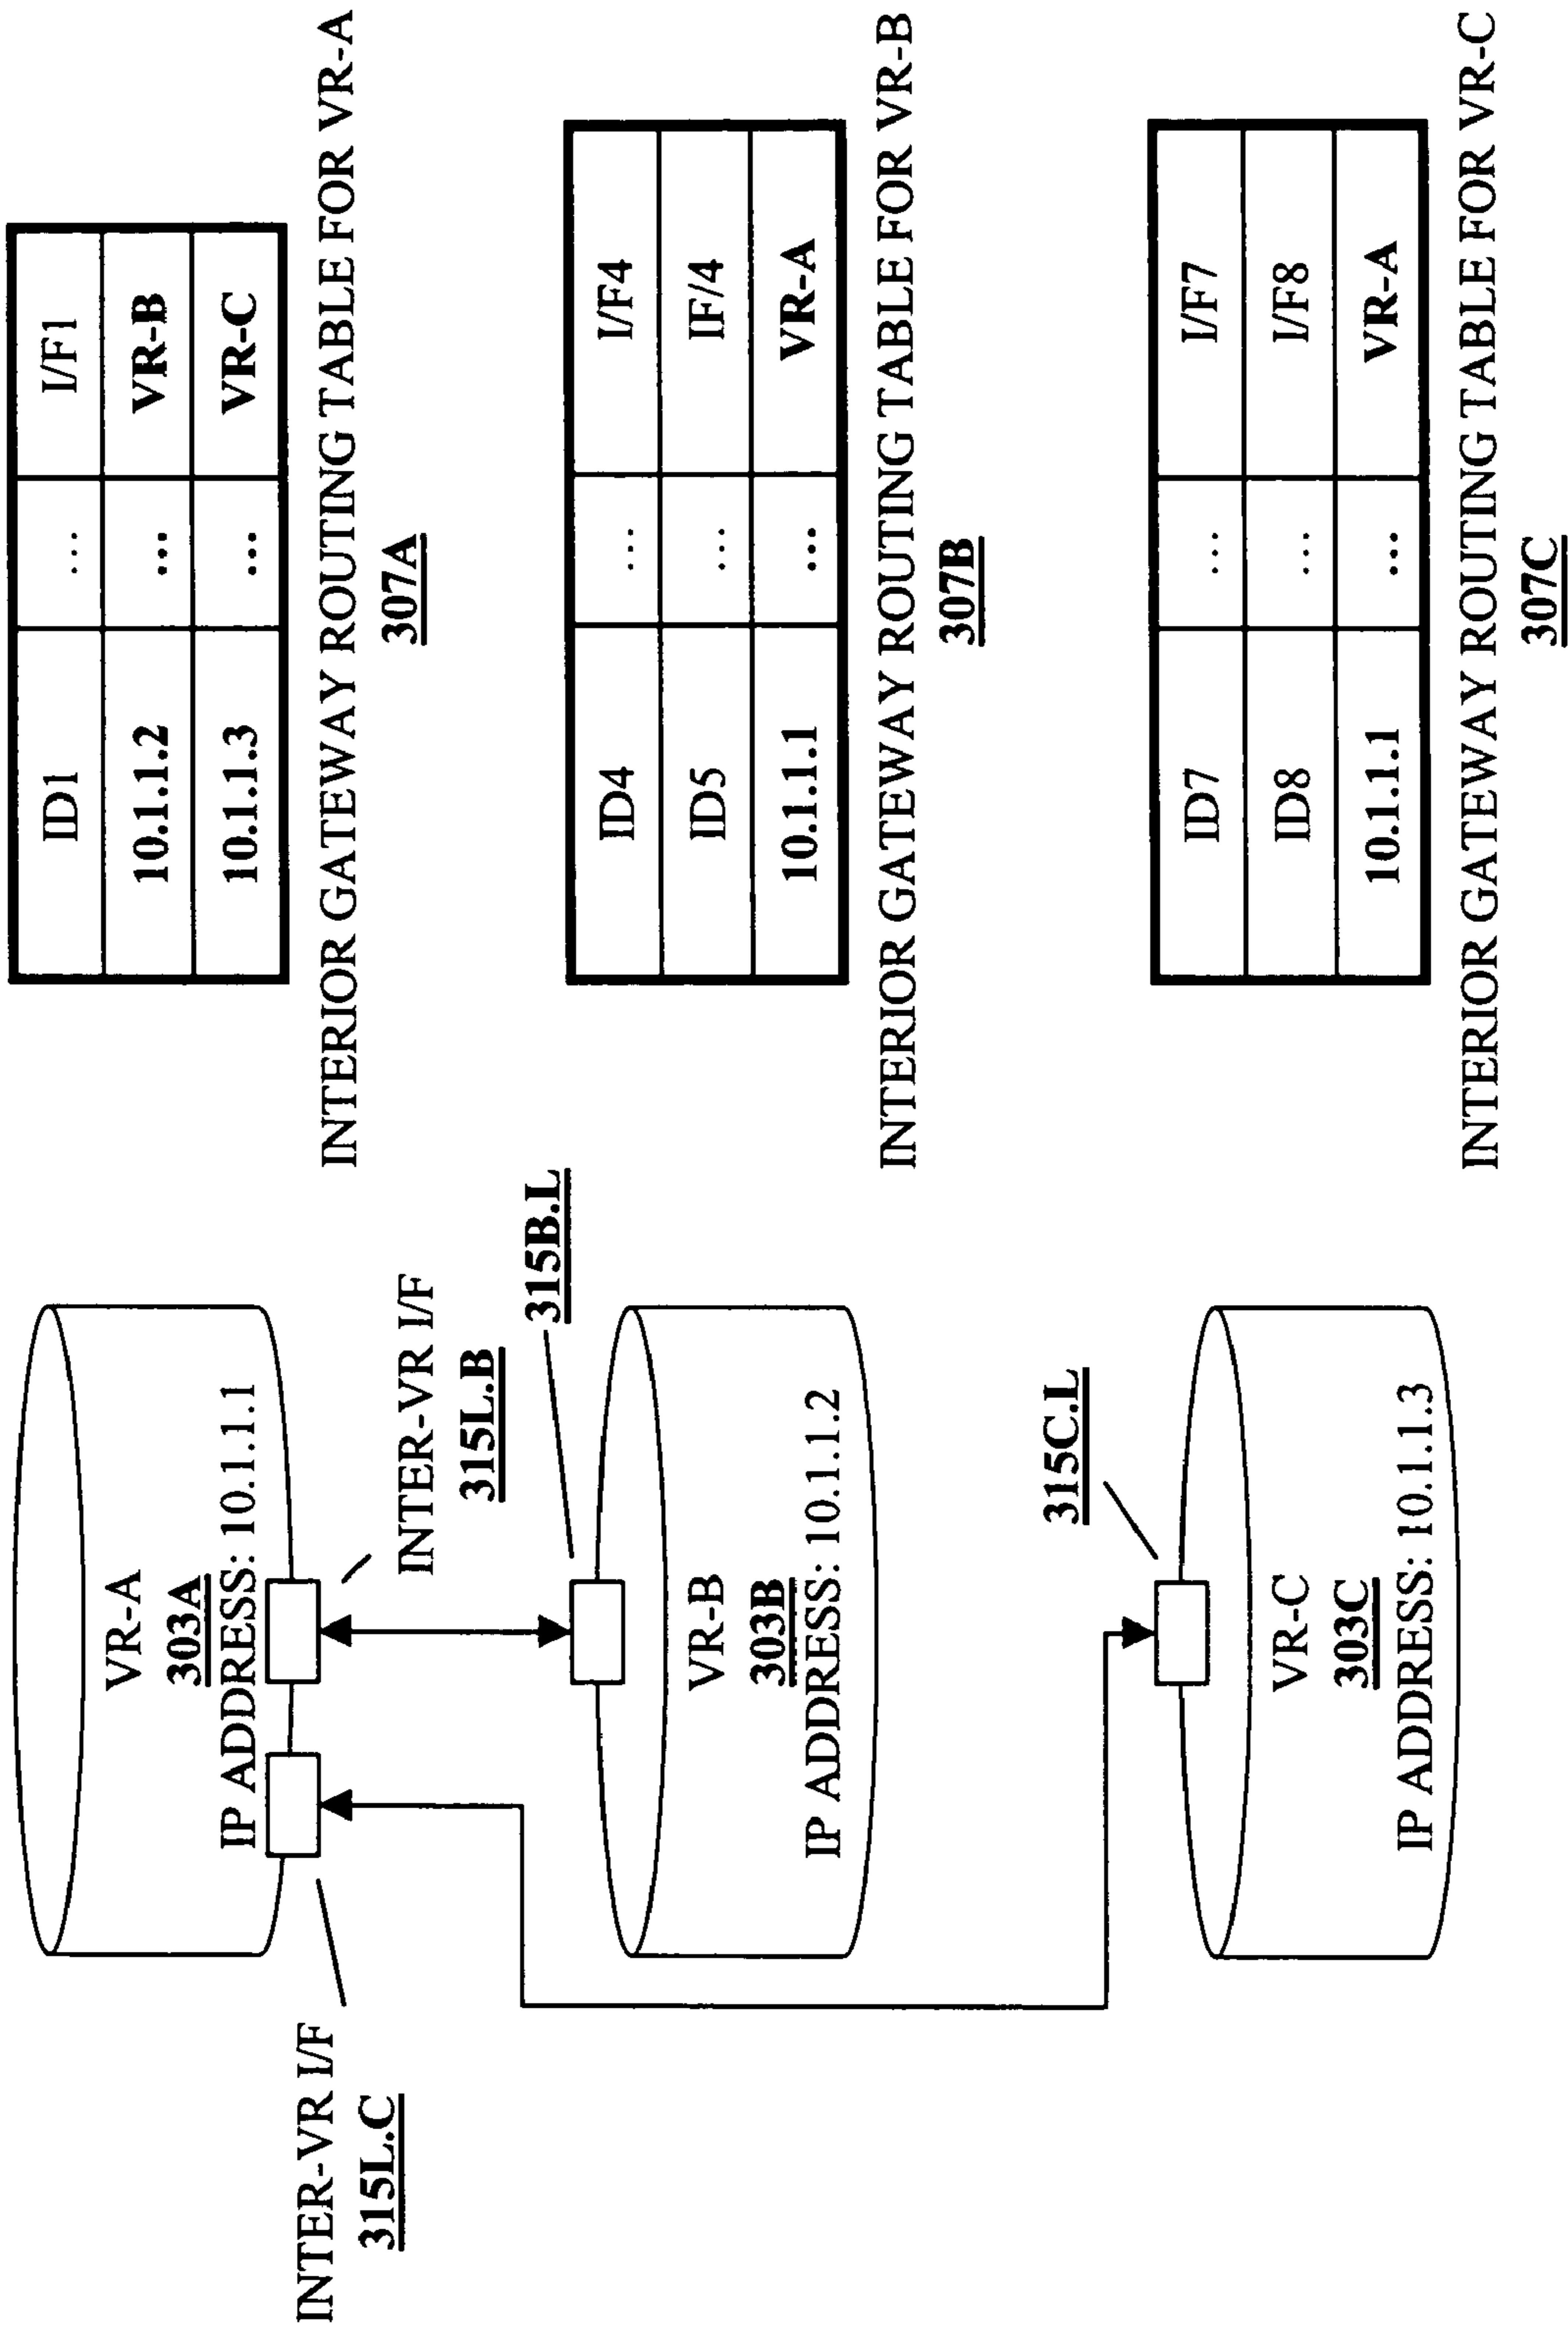 VR-A
303A
IP ADDRESS: 10.1.1.1
INTER-VR I/F
315L.C
INTER-VR I/F
315L.B
315B.L
VR-B
303B
IP ADDRESS: 10.1.1.2
315C.L
VR-C
303C
IP ADDRESS: 10.1.1.3
ID1 ... I/F1
10.1.1.2 ... VR-B
10.1.1.3 ... VR-C
INTERIOR GATEWAY ROUTING TABLE FOR VR-A
307A
ID4 ... I/F4
ID5 ... IF/4
10.1.1.1 ... VR-A
INTERIOR GATEWAY ROUTING TABLE FOR VR-B
307B
ID7 ... I/F7
ID8 ... I/F8
10.1.1.1 ... VR-A
INTERIOR GATEWAY ROUTING TABLE FOR VR-C
307C